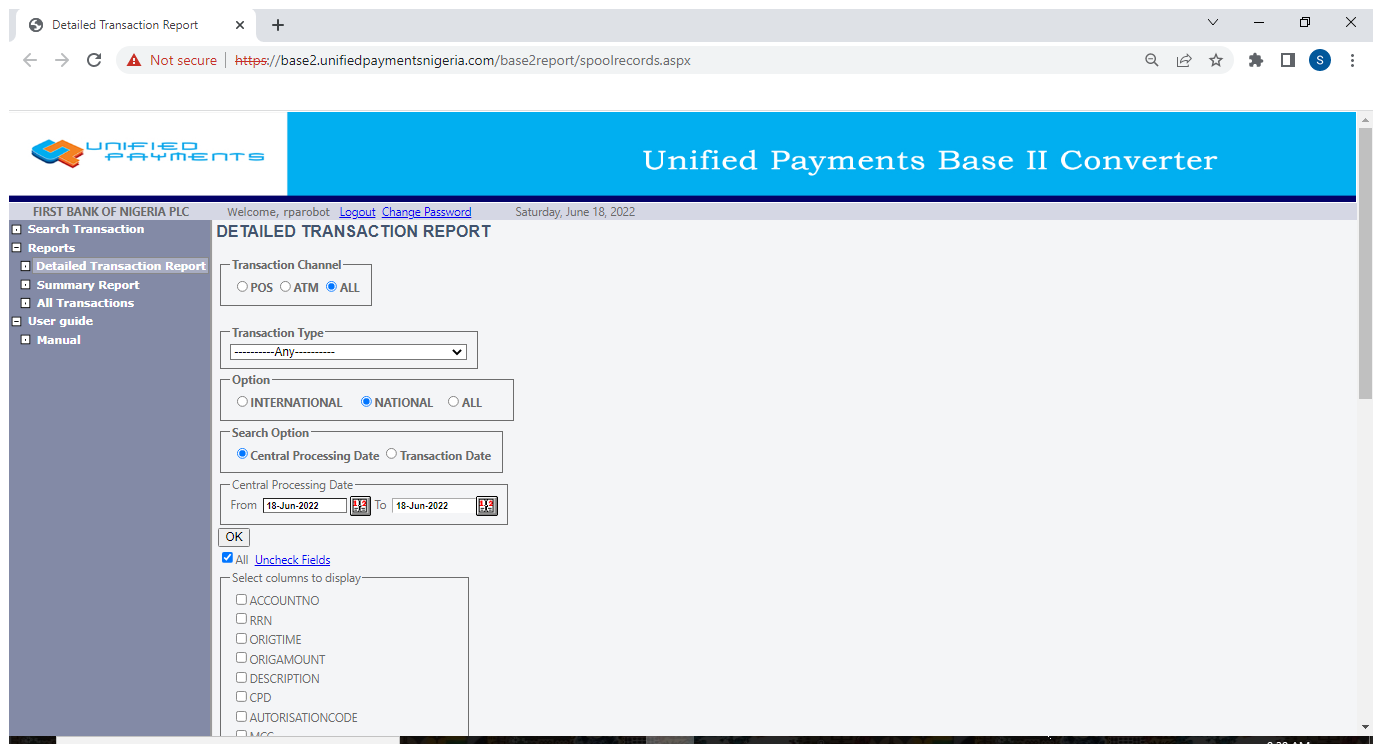 Detailed Transaction Report
Not secure https://base2.unifiedpaymentsnigeria.com/base2report/spoolrecords.aspx
S
UNIFIED
PAYMENTS
Unified Payments Base II Converter
FIRST BANK OF NIGERIA PLC Welcome, rparobot Logout Change Password Saturday, June 18, 2022
Search Transaction
Reports
Detailed Transaction Report
Summary Report
All Transactions
User guide
Manual
DETAILED TRANSACTION REPORT
Transaction Channel
POS ATM ALL
Transaction Type
----------Any----------
Option
INTERNATIONAL NATIONAL ALL
Search Option
Central Processing Date Transaction Date
Central Processing Date
From 18-Jun-2022 To 18-Jun-2022
OK
All Uncheck Fields
Select columns to display
ACCOUNTNO
RRN
ORIGTIME
ORIGAMOUNT
DESCRIPTION
CPD
AUTORISATIONCODE
MCC